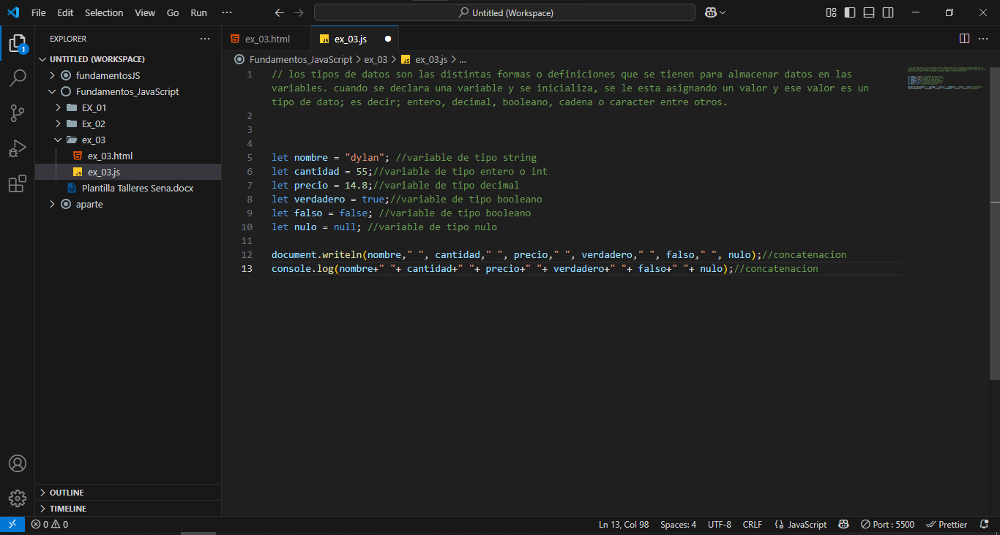 File Edit Selection View Go Run ··· Untitled (Workspace)
EXPLORER ···
UNTITLED (WORKSPACE)
fundamentosJS
Fundamentos_JavaScript
EX_01
Ex_02
ex_03
ex_03.html
ex_03.js
Plantilla Talleres Sena.docx
aparte
OUTLINE
TIMELINE
1
ex_03.html ex_03.js
Fundamentos_JavaScript > ex_03 > ex_03.js > ...
1 // los tipos de datos son las distintas formas o definiciones que se tienen para almacenar datos en las
variables. cuando se declara una variable y se inicializa, se le esta asignando un valor y ese valor es un
tipo de dato; es decir; entero, decimal, booleano, cadena o caracter entre otros.
2
3
4
5 let nombre = "dylan"; //variable de tipo string
6 let cantidad = 55;//variable de tipo entero o int
7 let precio = 14.8;//variable de tipo decimal
8 let verdadero = true;//variable de tipo booleano
9 let falso = false; //variable de tipo booleano
10 let nulo = null; //variable de tipo nulo
11
12 document.writeln(nombre," ", cantidad," ", precio," ", verdadero," ", falso," ", nulo);//concatenacion
13 console.log(nombre+" "+ cantidad+" "+ precio+" "+ verdadero+" "+ falso+" "+ nulo);//concatenacion
0 0 Ln 13, Col 98 Spaces: 4 UTF-8 CRLF {} JavaScript Port : 5500 Prettier